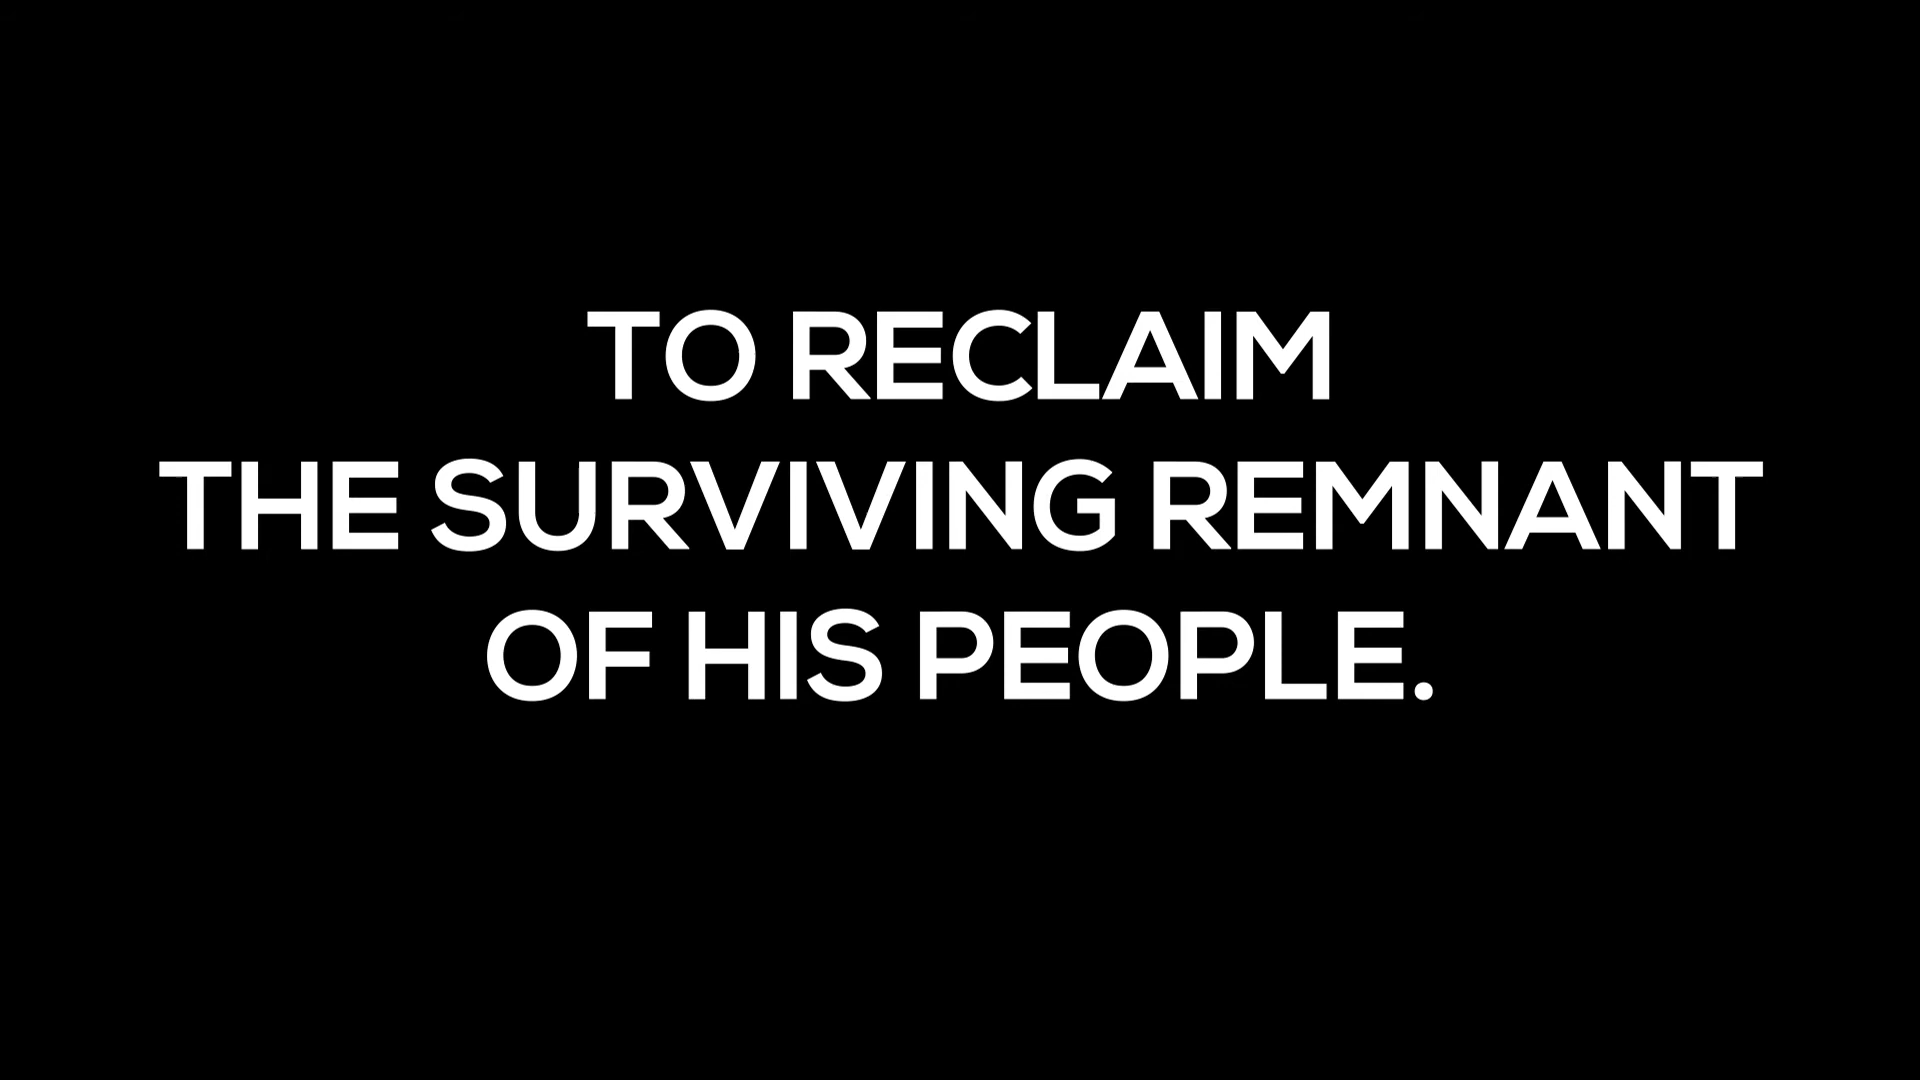 TO RECLAIM
THE SURVIVING REMNANT
OF HIS PEOPLE.